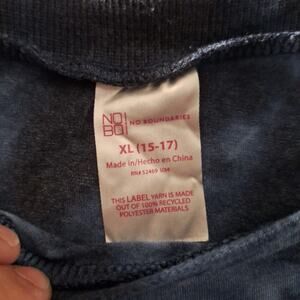 NO!
BO!
NO BOUNDARIES
XL (15-17)
Made in/Hecho en China
RN# 52469 WM
THIS LABEL YARN IS MADE
OUT OF 100% RECYCLED
POLYESTER MATERIALS